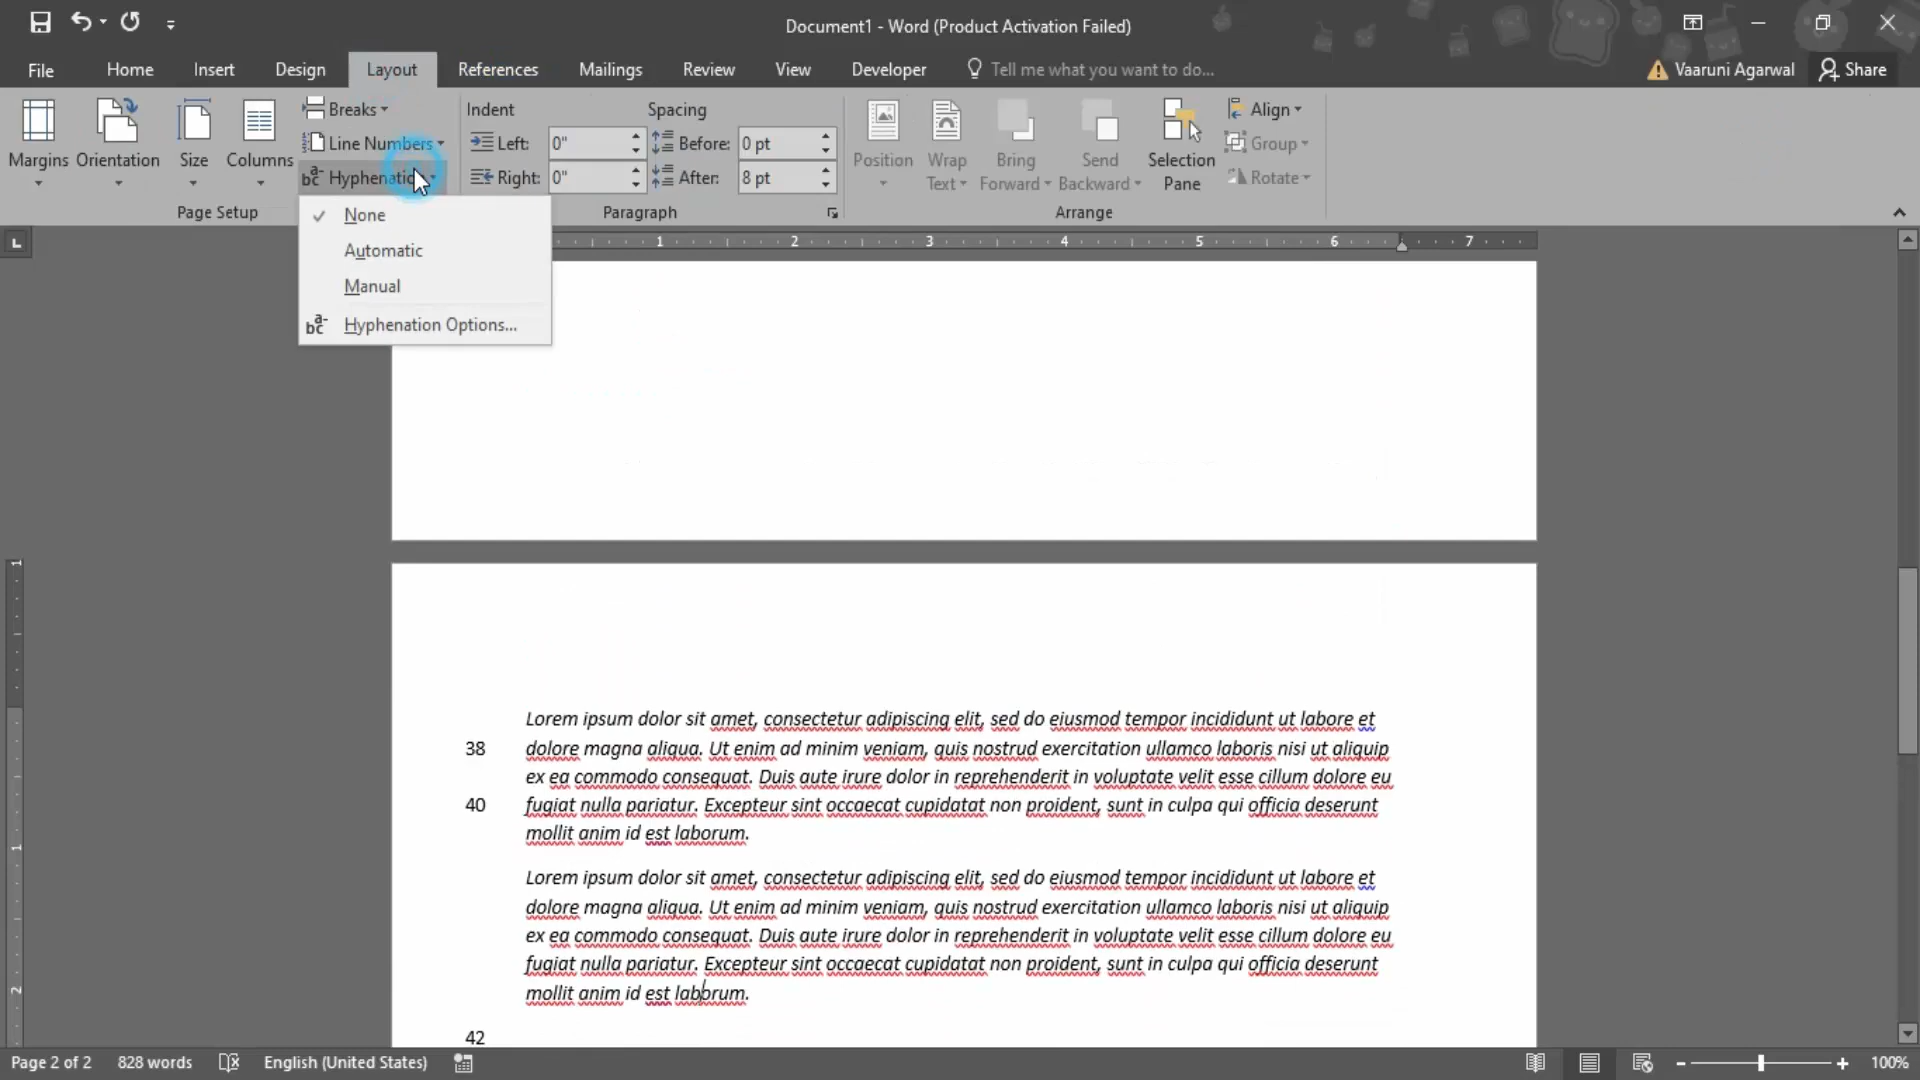 Document1 - Word (Product Activation Failed)
File Home Insert Design Layout References Mailings Review View Developer Tell me what you want to do... Vaaruni Agarwal Share
Margins
Orientation
Size
Columns
Breaks
Line Numbers
Page Setup
Indent
Left: 0"
Right: 0"
Spacing
Before: 0 pt
After: 8 pt
Paragraph
Position
Wrap Text
Bring Forward
Send Backward
Selection Pane
Align
Group
Rotate
Arrange
None
Automatic
Manual
Hyphenation Options...
1 2 3 4 5 6 7
Lorem ipsum dolor sit amet, consectetur adipiscing elit, sed do eiusmod tempor incididunt ut labore et
38 dolore magna aliqua. Ut enim ad minim veniam, quis nostrud exercitation ullamco laboris nisi ut aliquip
ex ea commodo consequat. Duis aute irure dolor in reprehenderit in voluptate velit esse cillum dolore eu
40 fugiat nulla pariatur. Excepteur sint occaecat cupidatat non proident, sunt in culpa qui officia deserunt
mollit anim id est laborum.
Lorem ipsum dolor sit amet, consectetur adipiscing elit, sed do eiusmod tempor incididunt ut labore et
dolore magna aliqua. Ut enim ad minim veniam, quis nostrud exercitation ullamco laboris nisi ut aliquip
ex ea commodo consequat. Duis aute irure dolor in reprehenderit in voluptate velit esse cillum dolore eu
fugiat nulla pariatur. Excepteur sint occaecat cupidatat non proident, sunt in culpa qui officia deserunt
mollit anim id est laborum.
42
Page 2 of 2 828 words English (United States) 100%